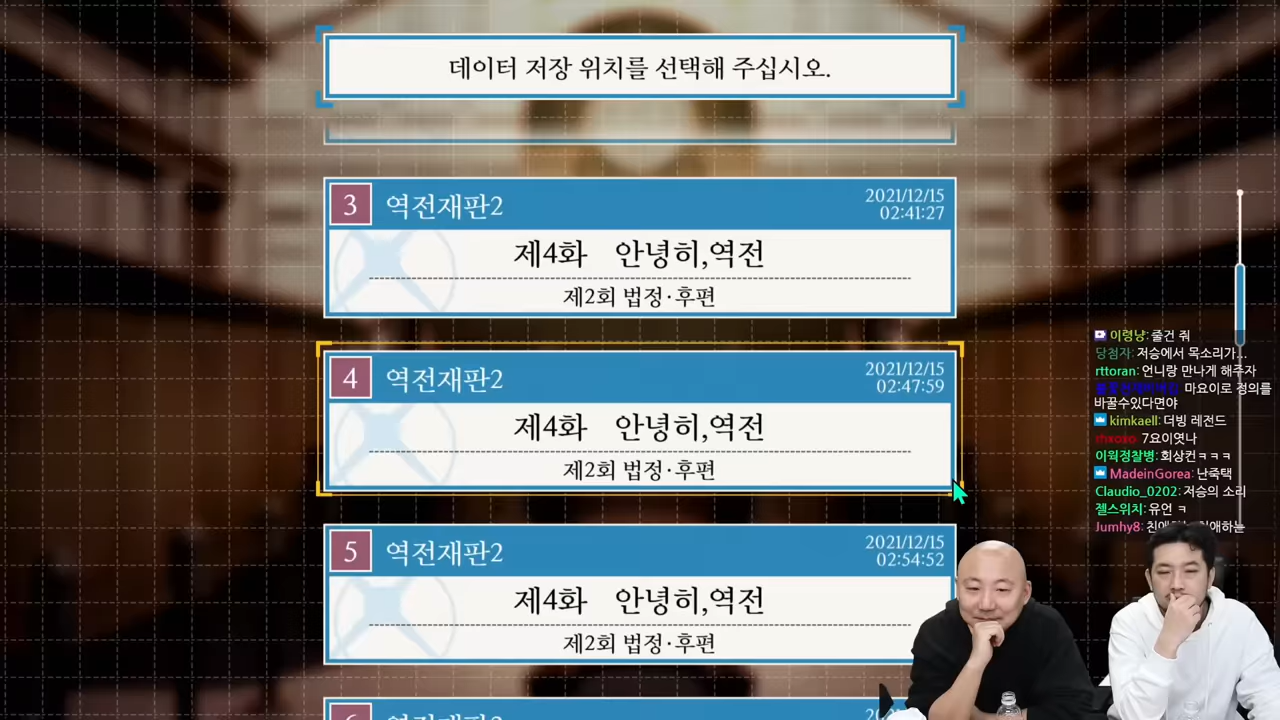 데이터 저장 위치를 선택해 주십시오.
3 역전재판2 2021/12/15 02:41:27
제4화 안녕히,역전
제2회 법정·후편
4 역전재판2 2021/12/15 02:47:59
제4화 안녕히,역전
제2회 법정·후편
5 역전재판2 2021/12/15 02:54:52
제4화 안녕히,역전
제2회 법정·후편
이령냥: 줄건 줘
당첨자: 저승에서 목소리가...
rttoran: 언니랑 만나게 해주자
마요이로 정의를
바꿀수있다면야
kimkaell: 더빙 레전드
7요이엿나
이웍정찰병: 회상컨ㅋㅋㅋ
MadeinGorea: 난죽택
Claudio_0202: 저승의 소리
젤스위치: 유언 ㅋ
Jumhy8: